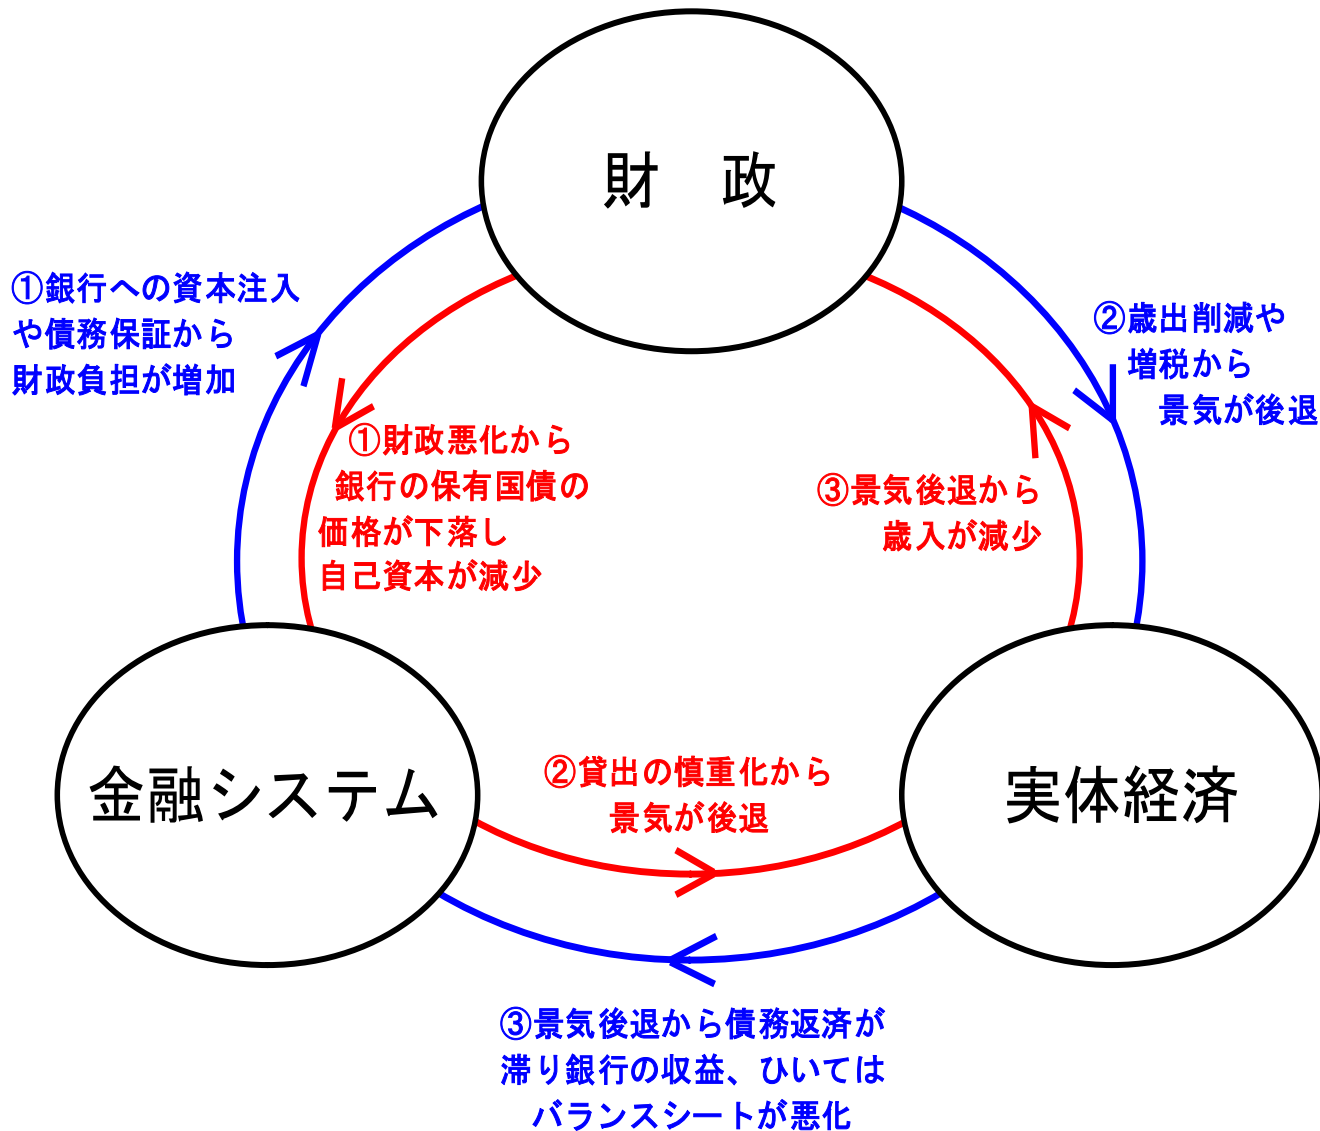 財　政
①銀行への資本注入
や債務保証から
財政負担が増加
②歳出削減や
増税から
景気が後退
①財政悪化から
銀行の保有国債の
価格が下落し
自己資本が減少
③景気後退から
歳入が減少
金融システム
②貸出の慎重化から
景気が後退
実体経済
③景気後退から債務返済が
滞り銀行の収益、ひいては
バランスシートが悪化